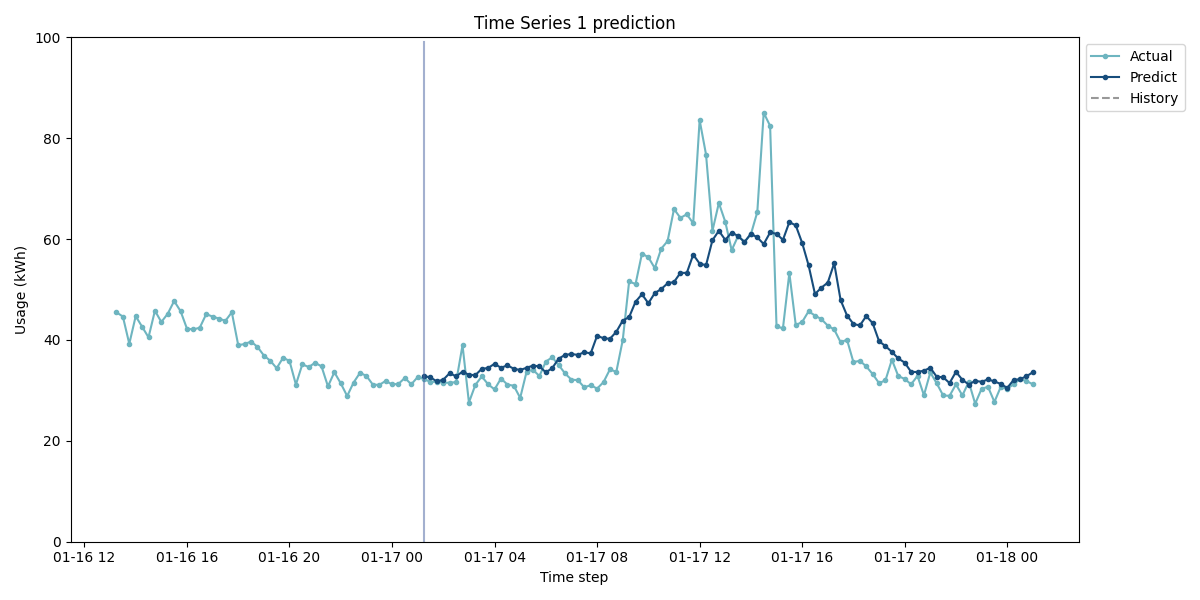 Time Series 1 prediction
100
80
60
40
20
0
Usage (kWh)
01-16 12
01-16 16
01-16 20
01-17 00
01-17 04
01-17 08
01-17 12
01-17 16
01-17 20
01-18 00
Time step
Actual
Predict
History